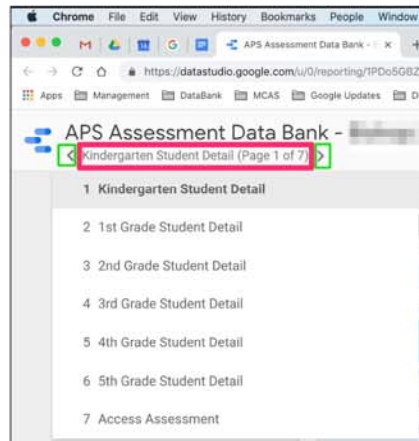 Chrome File Edit View History Bookmarks People Window
APS Assessment Data Bank -
https://datastudio.google.com/u/0/reporting/1PDo5GBZ
Apps Management DataBank MCAS Google Updates D
APS Assessment Data Bank -
Kindergarten Student Detail (Page 1 of 7)
1 Kindergarten Student Detail
2 1st Grade Student Detail
3 2nd Grade Student Detail
4 3rd Grade Student Detail
5 4th Grade Student Detail
6 5th Grade Student Detail
7 Access Assessment